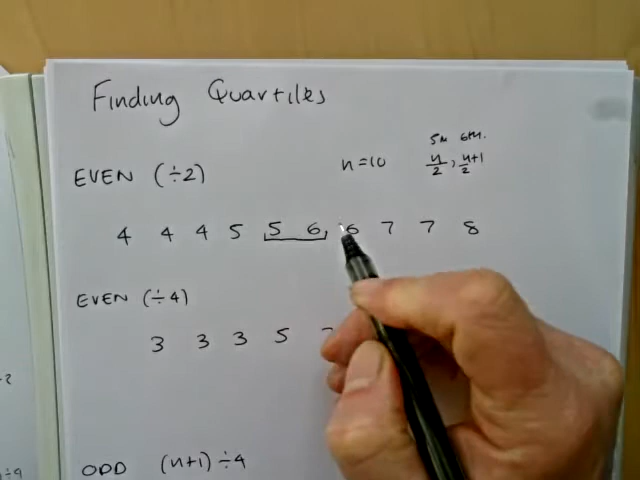 Finding Quartiles
5th 6th.
EVEN (÷2) n=10 n/2, n/2+1
4 4 4 5 5 6 6 7 7 8
EVEN (÷4)
3 3 3 5
ODD (n+1) ÷4